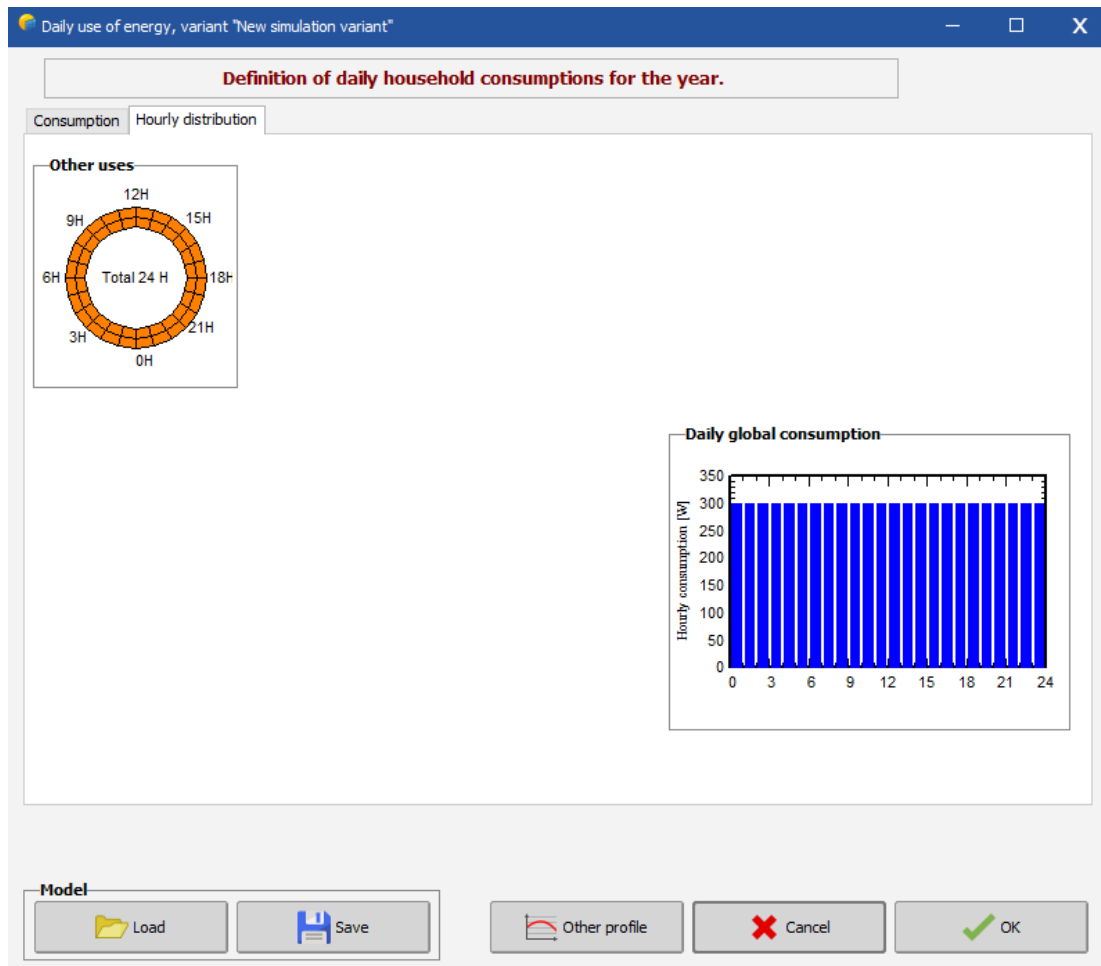 Daily use of energy, variant "New simulation variant"
Definition of daily household consumptions for the year.
Consumption
Hourly distribution
Other uses
12H
9H
15H
6H
Total 24 H
18H
3H
21H
0H
Daily global consumption
Hourly consumption [W]
350
300
250
200
150
100
50
0
0 3 6 9 12 15 18 21 24
Model
Load
Save
Other profile
Cancel
OK